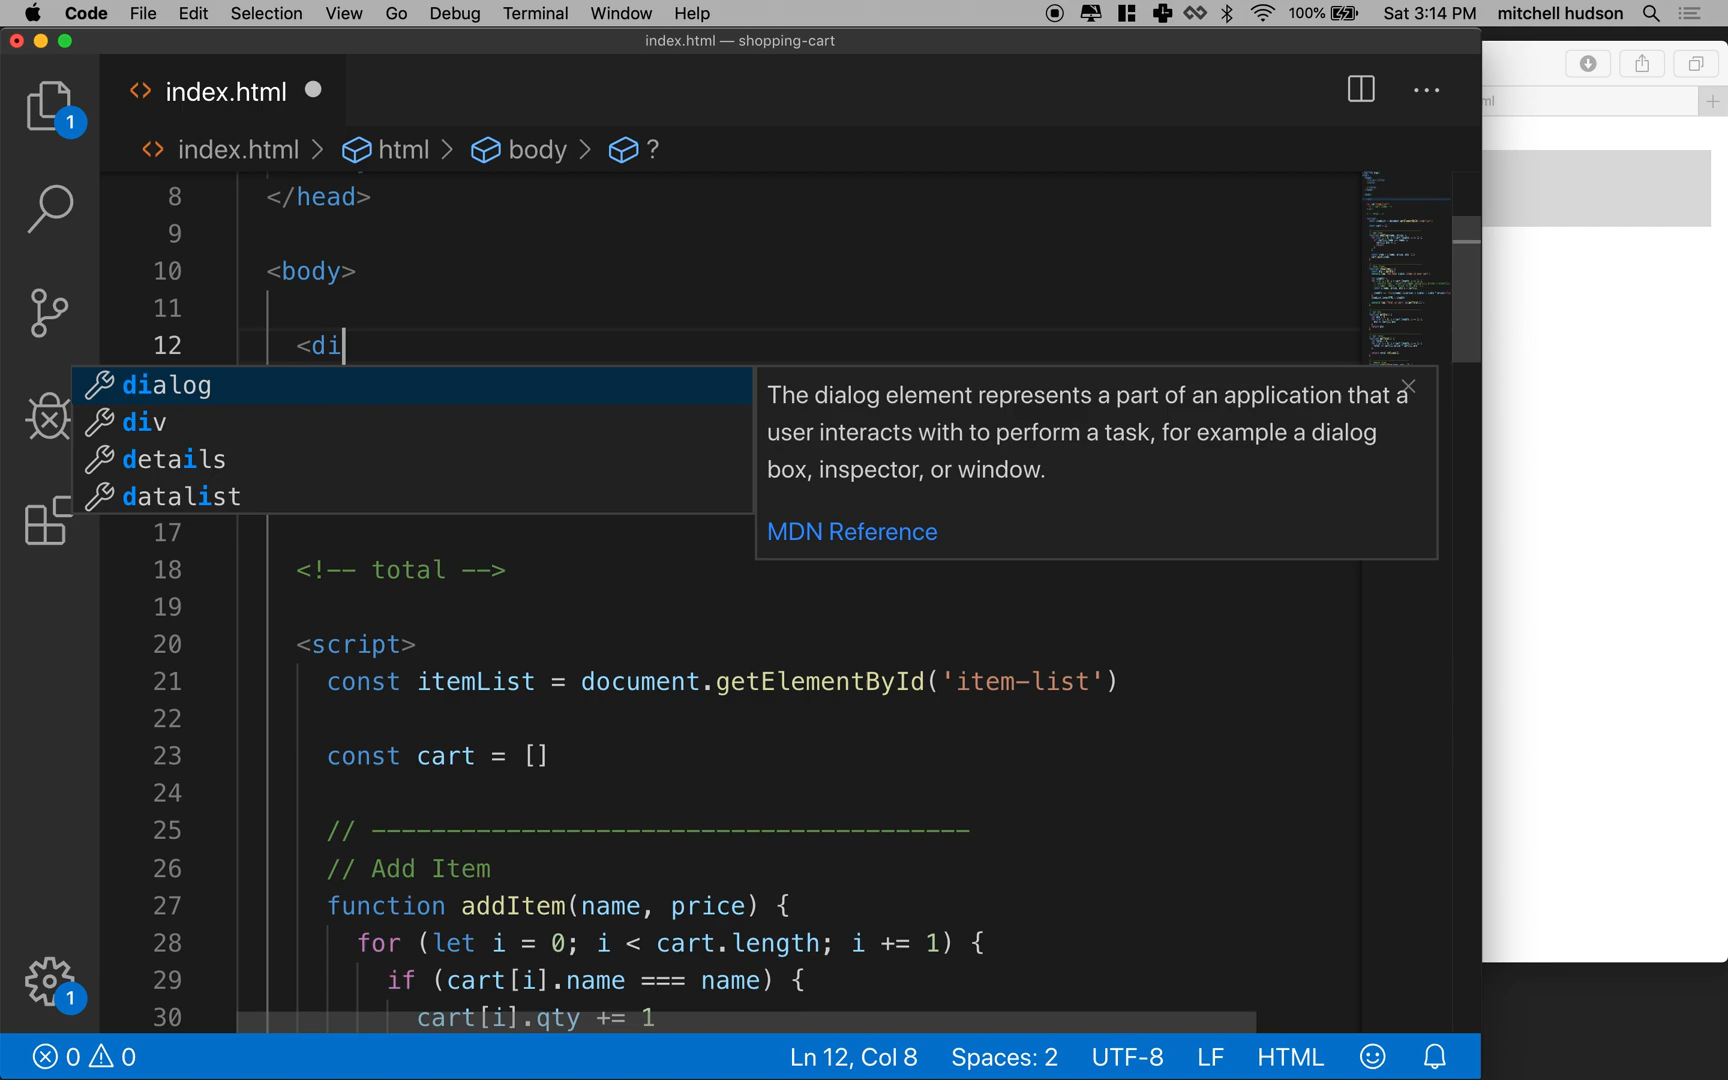 Code File Edit Selection View Go Debug Terminal Window Help 100% Sat 3:14 PM mitchell hudson
index.html — shopping-cart
index.html
ml
1
index.html > html > body > ?
8 </head>
9
10 <body>
11
12 <di
dialog
div
details
datalist
The dialog element represents a part of an application that a
user interacts with to perform a task, for example a dialog
box, inspector, or window.
MDN Reference
17
18 <!-- total -->
19
20 <script>
21 const itemList = document.getElementById('item-list')
22
23 const cart = []
24
25 // ----------------------------------------
26 // Add Item
27 function addItem(name, price) {
28 for (let i = 0; i < cart.length; i += 1) {
29 if (cart[i].name === name) {
30 cart[i].qty += 1
1
0 0 Ln 12, Col 8 Spaces: 2 UTF-8 LF HTML